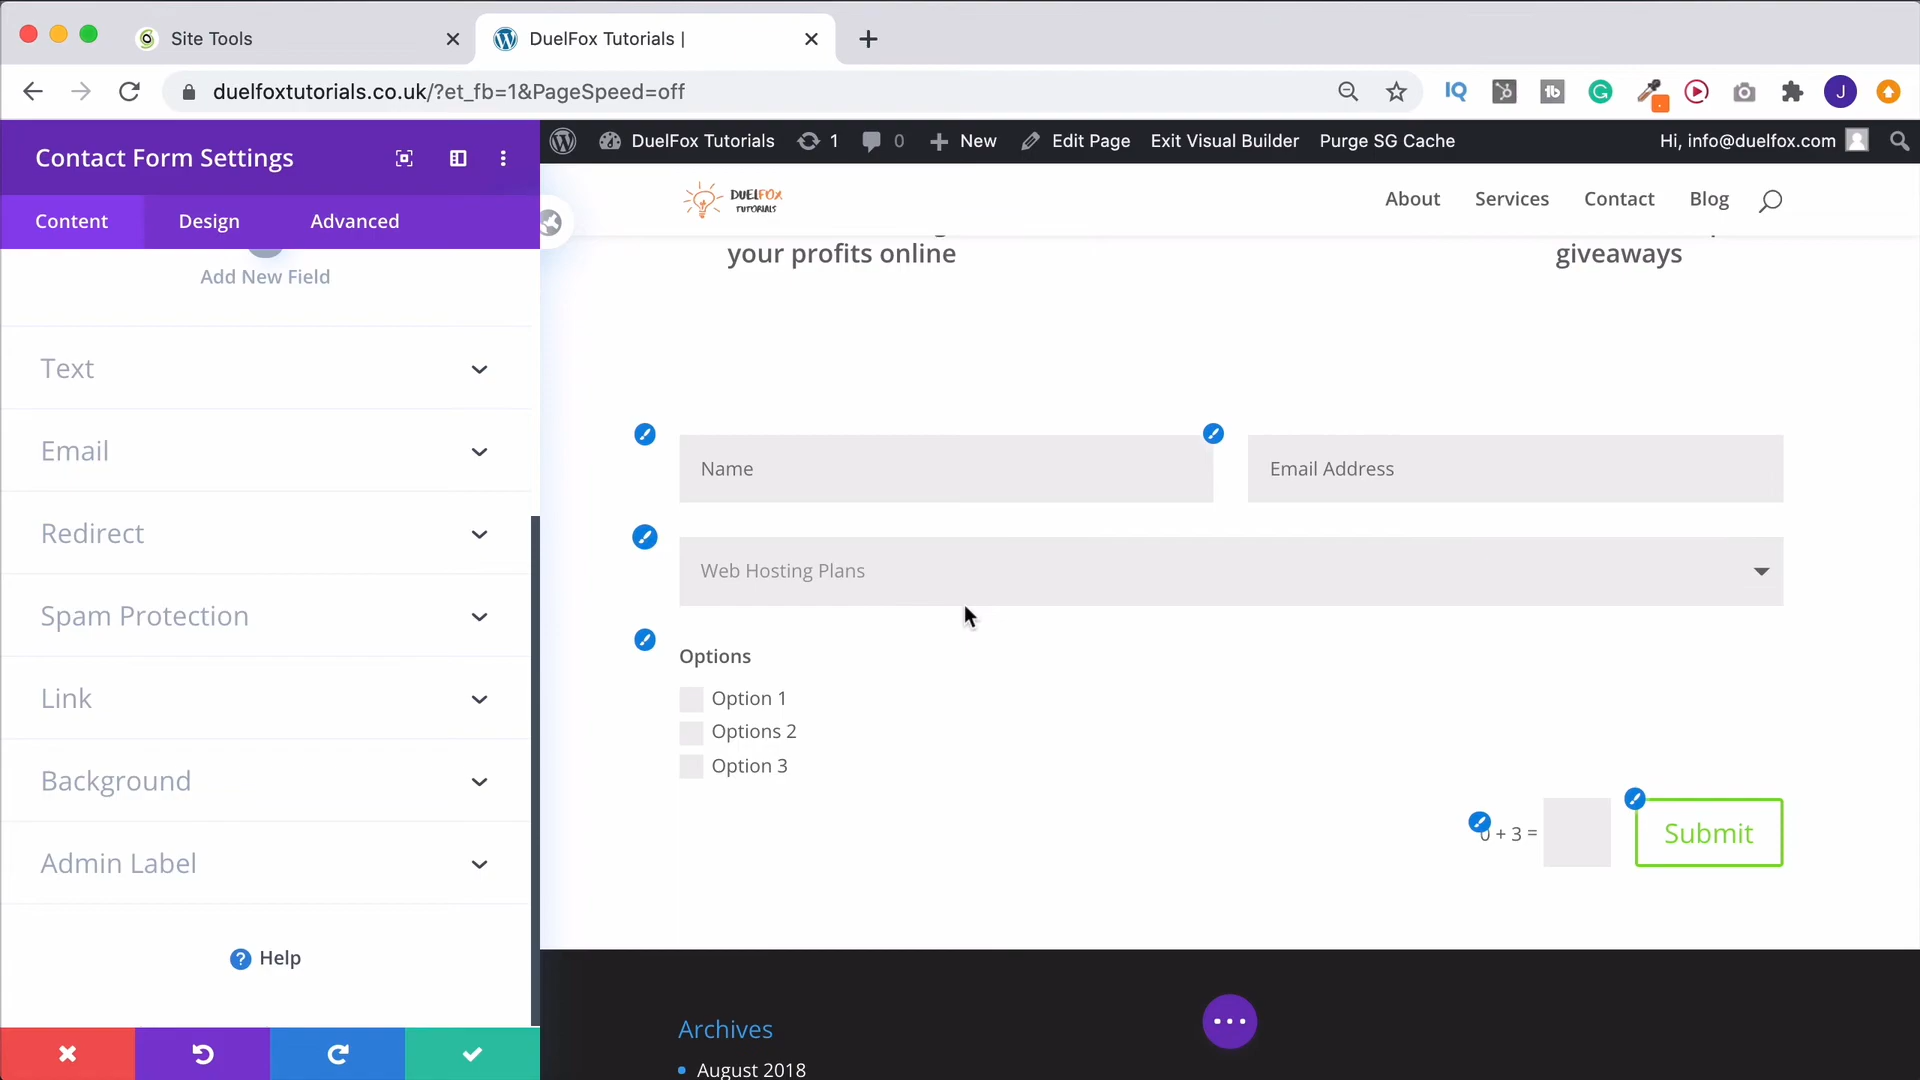 Site Tools
DuelFox Tutorials |
duelfoxtutorials.co.uk/?et_fb=1&PageSpeed=off
IQ
tb
G
J
Contact Form Settings
DuelFox Tutorials
1
0
New
Edit Page
Exit Visual Builder
Purge SG Cache
Hi, info@duelfox.com
Content
Design
Advanced
DUELFOX
TUTORIALS
About
Services
Contact
Blog
your profits online
giveaways
Add New Field
Text
Email
Redirect
Spam Protection
Link
Background
Admin Label
? Help
Name
Email Address
Web Hosting Plans
Options
Option 1
Options 2
Option 3
0 + 3 =
Submit
Archives
August 2018